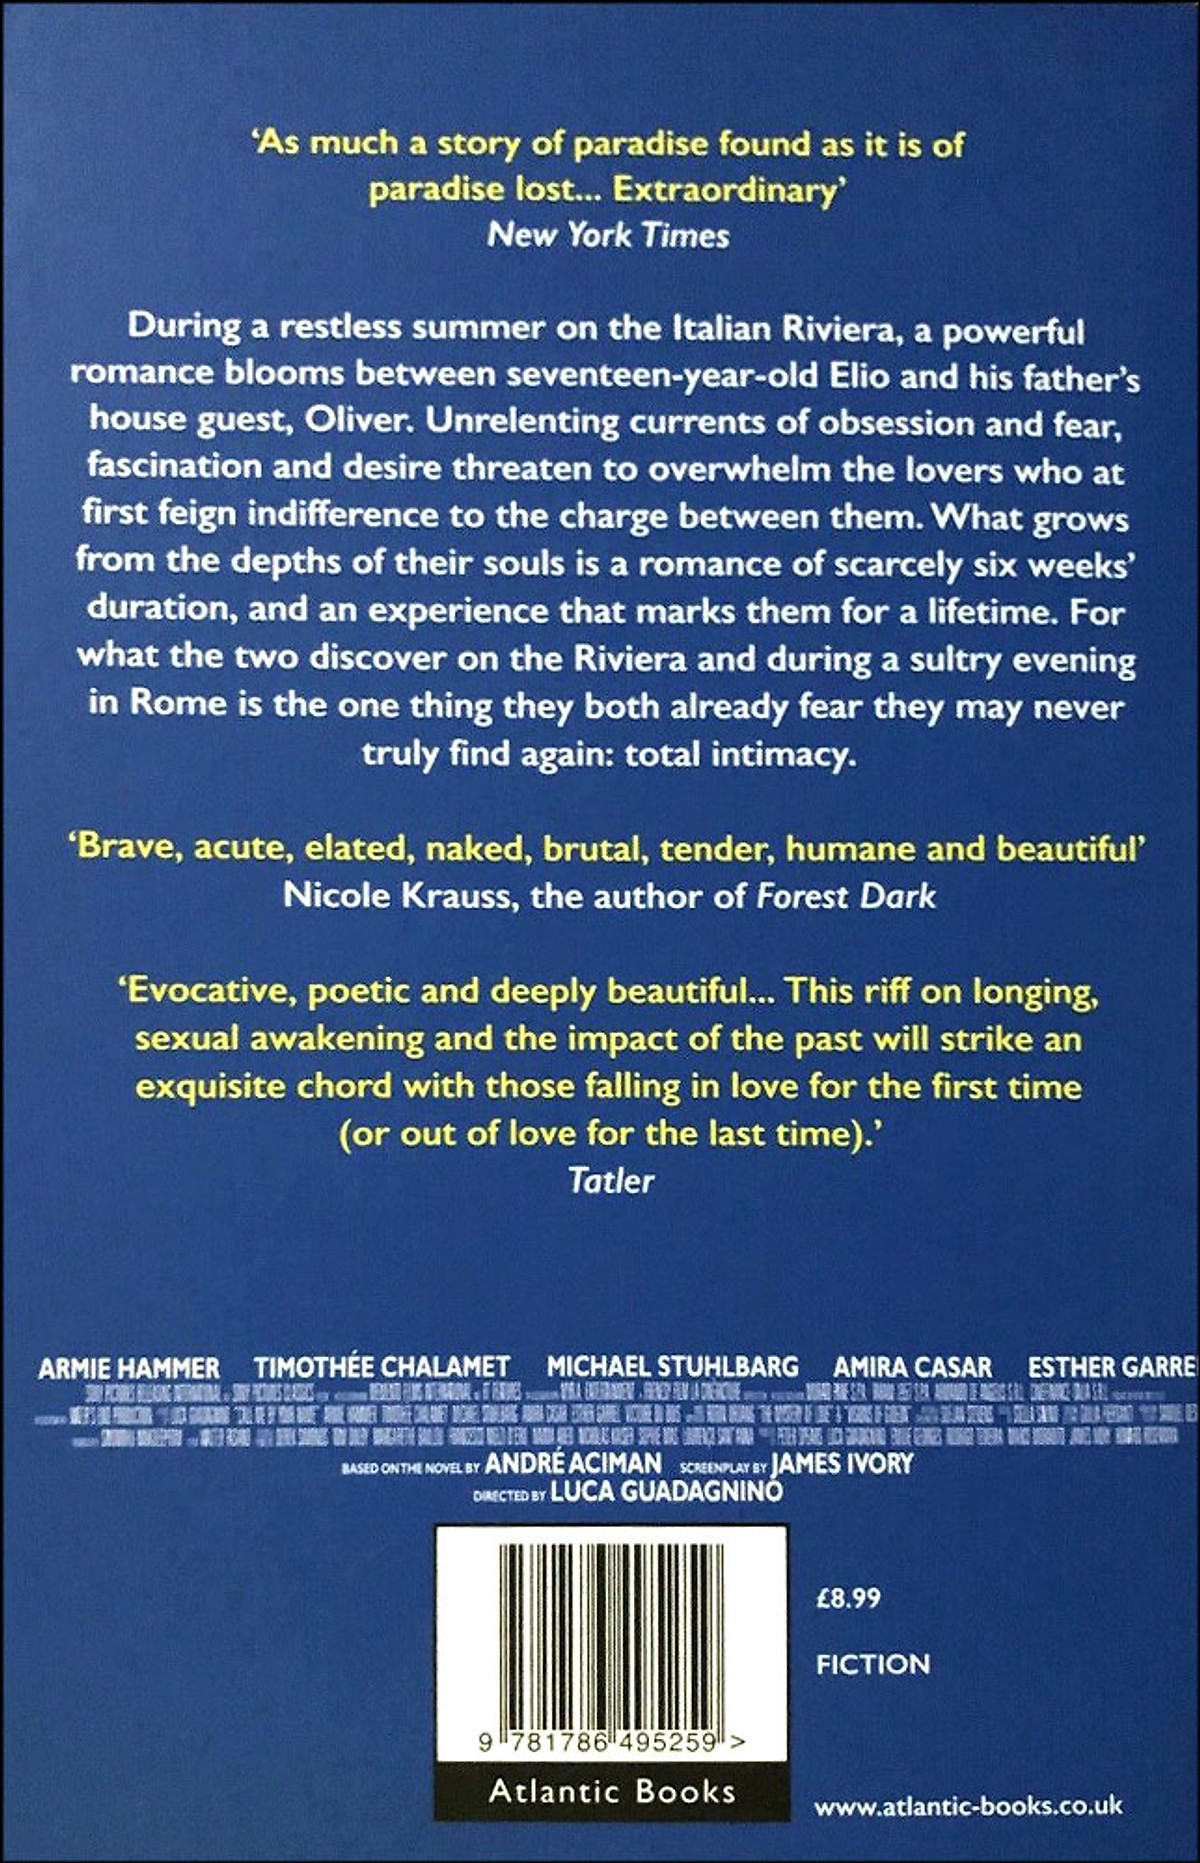 ‘As much a story of paradise found as it is of
paradise lost... Extraordinary’
New York Times
During a restless summer on the Italian Riviera, a powerful
romance blooms between seventeen-year-old Elio and his father’s
house guest, Oliver. Unrelenting currents of obsession and fear,
fascination and desire threaten to overwhelm the lovers who at
first feign indifference to the charge between them. What grows
from the depths of their souls is a romance of scarcely six weeks’
duration, and an experience that marks them for a lifetime. For
what the two discover on the Riviera and during a sultry evening
in Rome is the one thing they both already fear they may never
truly find again: total intimacy.
‘Brave, acute, elated, naked, brutal, tender, humane and beautiful’
Nicole Krauss, the author of Forest Dark
‘Evocative, poetic and deeply beautiful... This riff on longing,
sexual awakening and the impact of the past will strike an
exquisite chord with those falling in love for the first time
(or out of love for the last time).’
Tatler
ARMIE HAMMER TIMOTHÉE CHALAMET MICHAEL STUHLBARG AMIRA CASAR ESTHER GARRE
BASED ON THE NOVEL BY ANDRÉ ACIMAN SCREENPLAY BY JAMES IVORY
DIRECTED BY LUCA GUADAGNINO
£8.99
FICTION
9 781786 495259 >
Atlantic Books
www.atlantic-books.co.uk